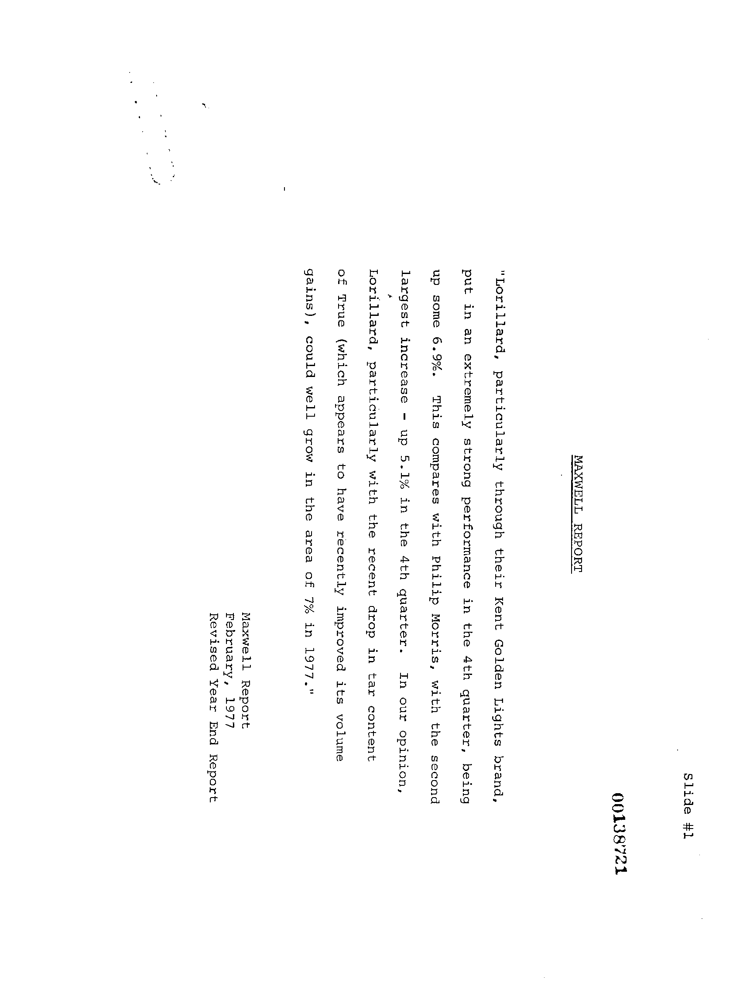 Slide #1
00138721
MAXWELL REPORT
"Lorillard, particularly through their Kent Golden Lights brand,
put in an extremely strong performance in the 4th quarter, being
up some 6.9%. This compares with Philip Morris, with the second
largest increase - up 5.1% in the 4th quarter. In our opinion,
Lorillard, particularly with the recent drop in tar content
of True (which appears to have recently improved its volume
gains), could well grow in the area of 7% in 1977."
Maxwell Report
February, 1977
Revised Year End Report